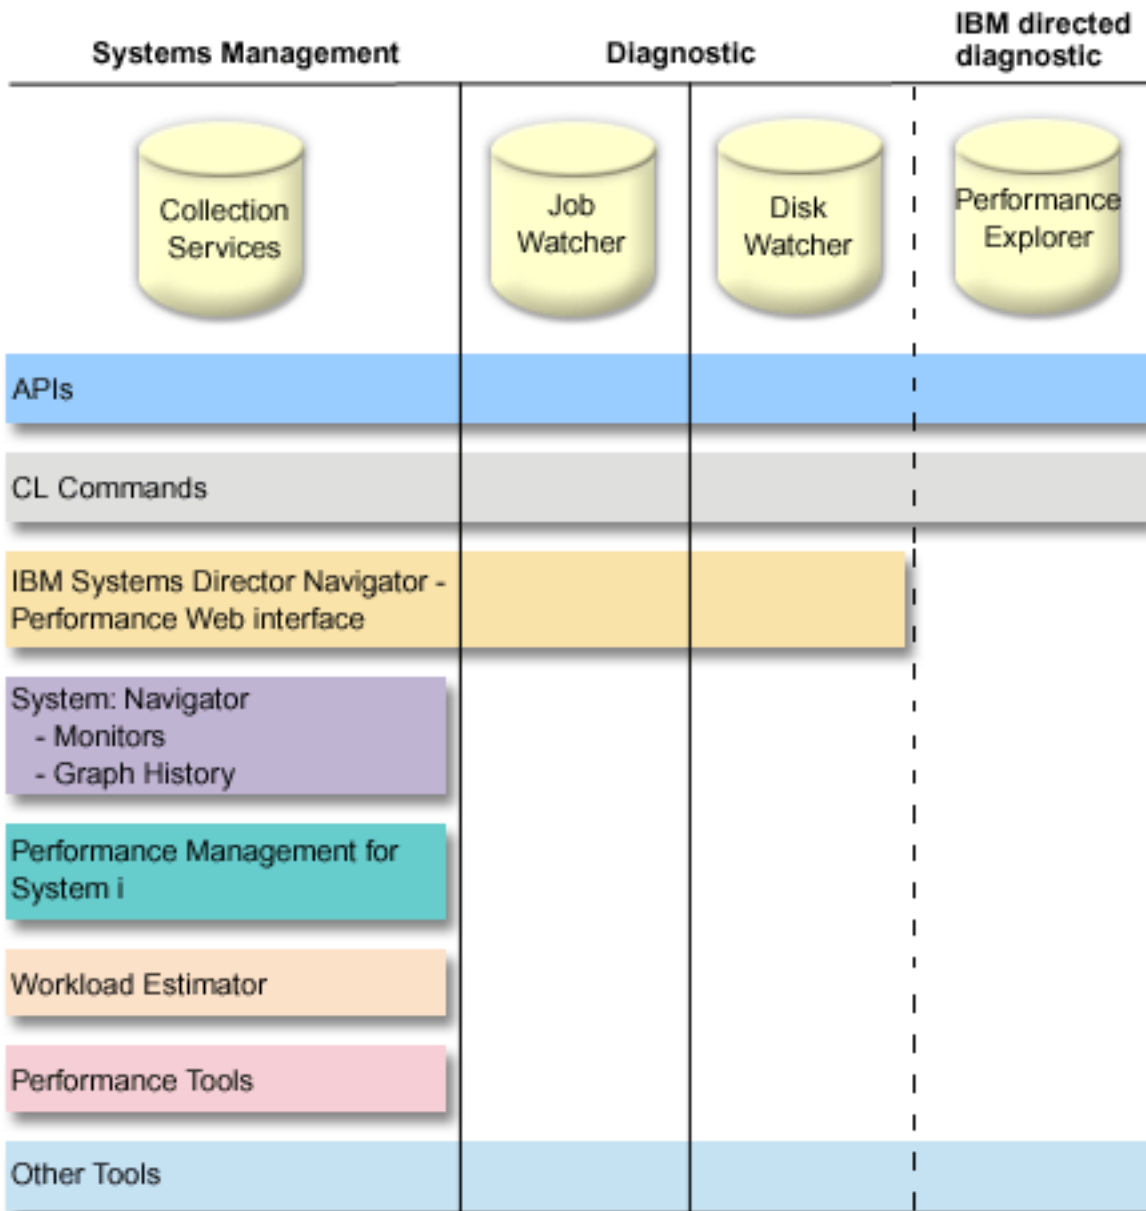 Systems Management
Diagnostic
IBM directed
diagnostic
Collection
Services
Job
Watcher
Disk
Watcher
Performance
Explorer
APIs
CL Commands
IBM Systems Director Navigator -
Performance Web interface
System: Navigator
- Monitors
- Graph History
Performance Management for
System i
Workload Estimator
Performance Tools
Other Tools